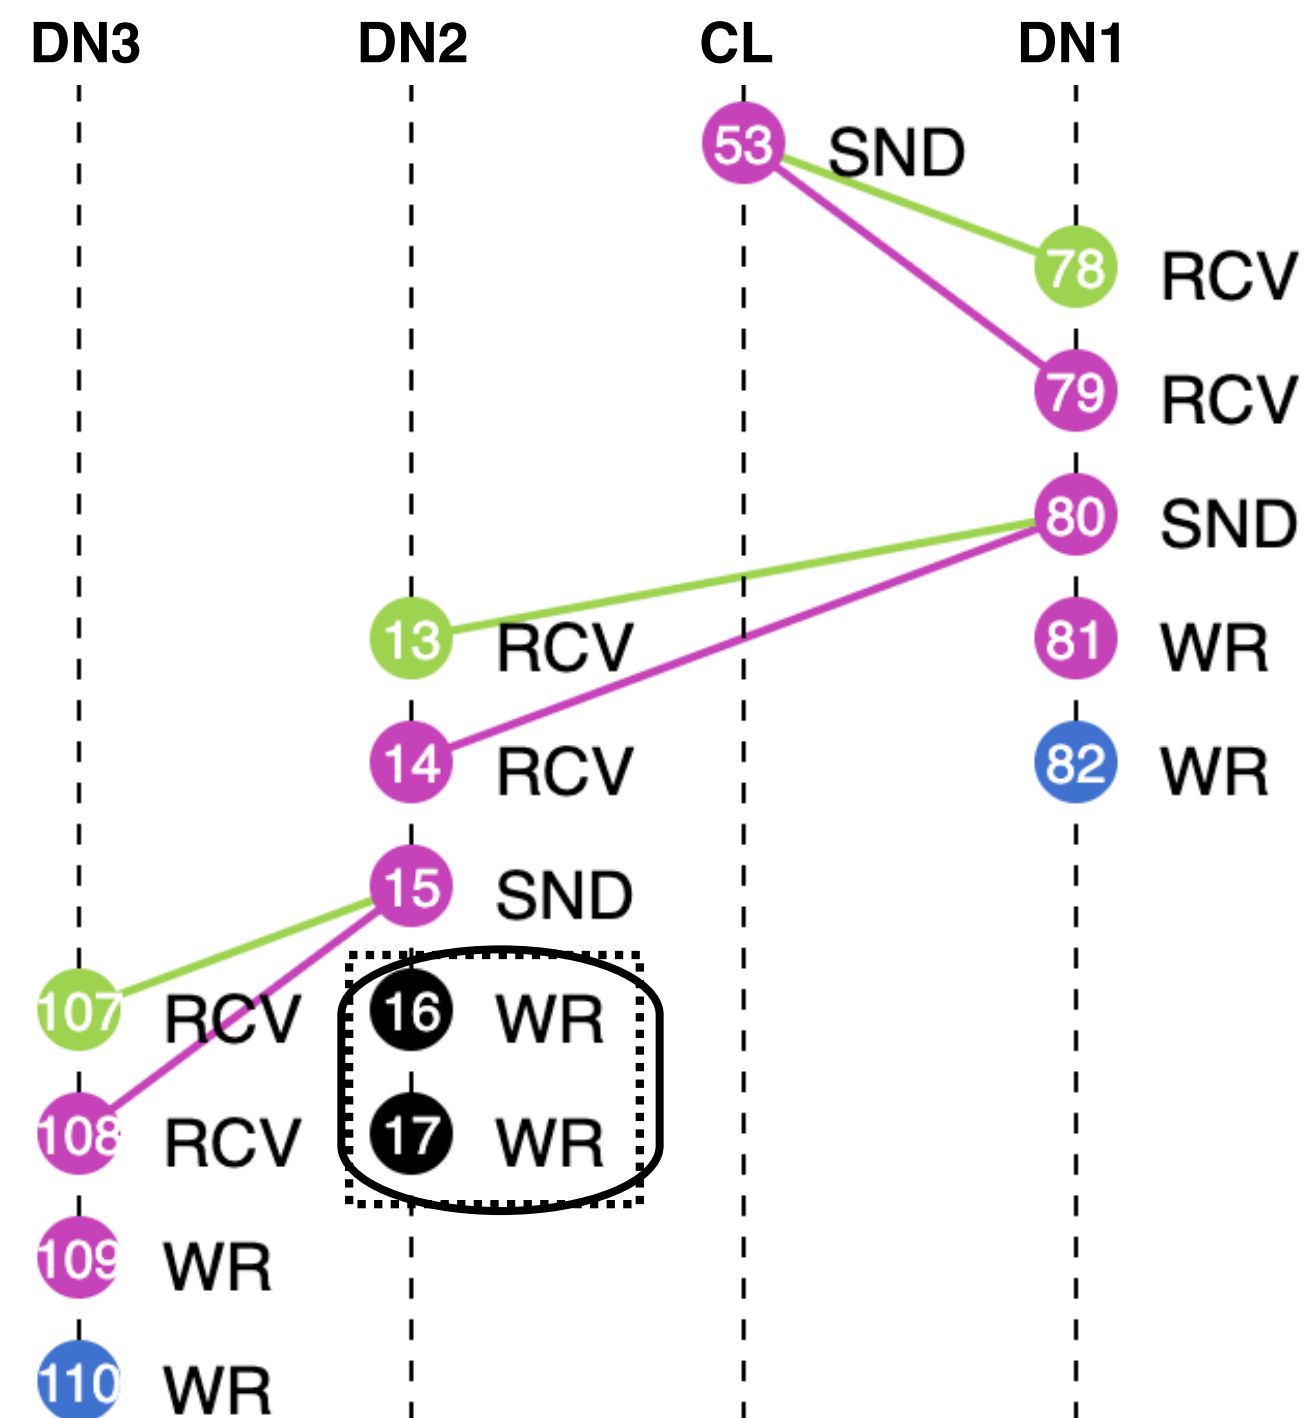 DN3 DN2 CL DN1
53 SND
78 RCV
79 RCV
80 SND
13 RCV 81 WR
14 RCV 82 WR
15 SND
107 RCV 16 WR
108 RCV 17 WR
109 WR
110 WR